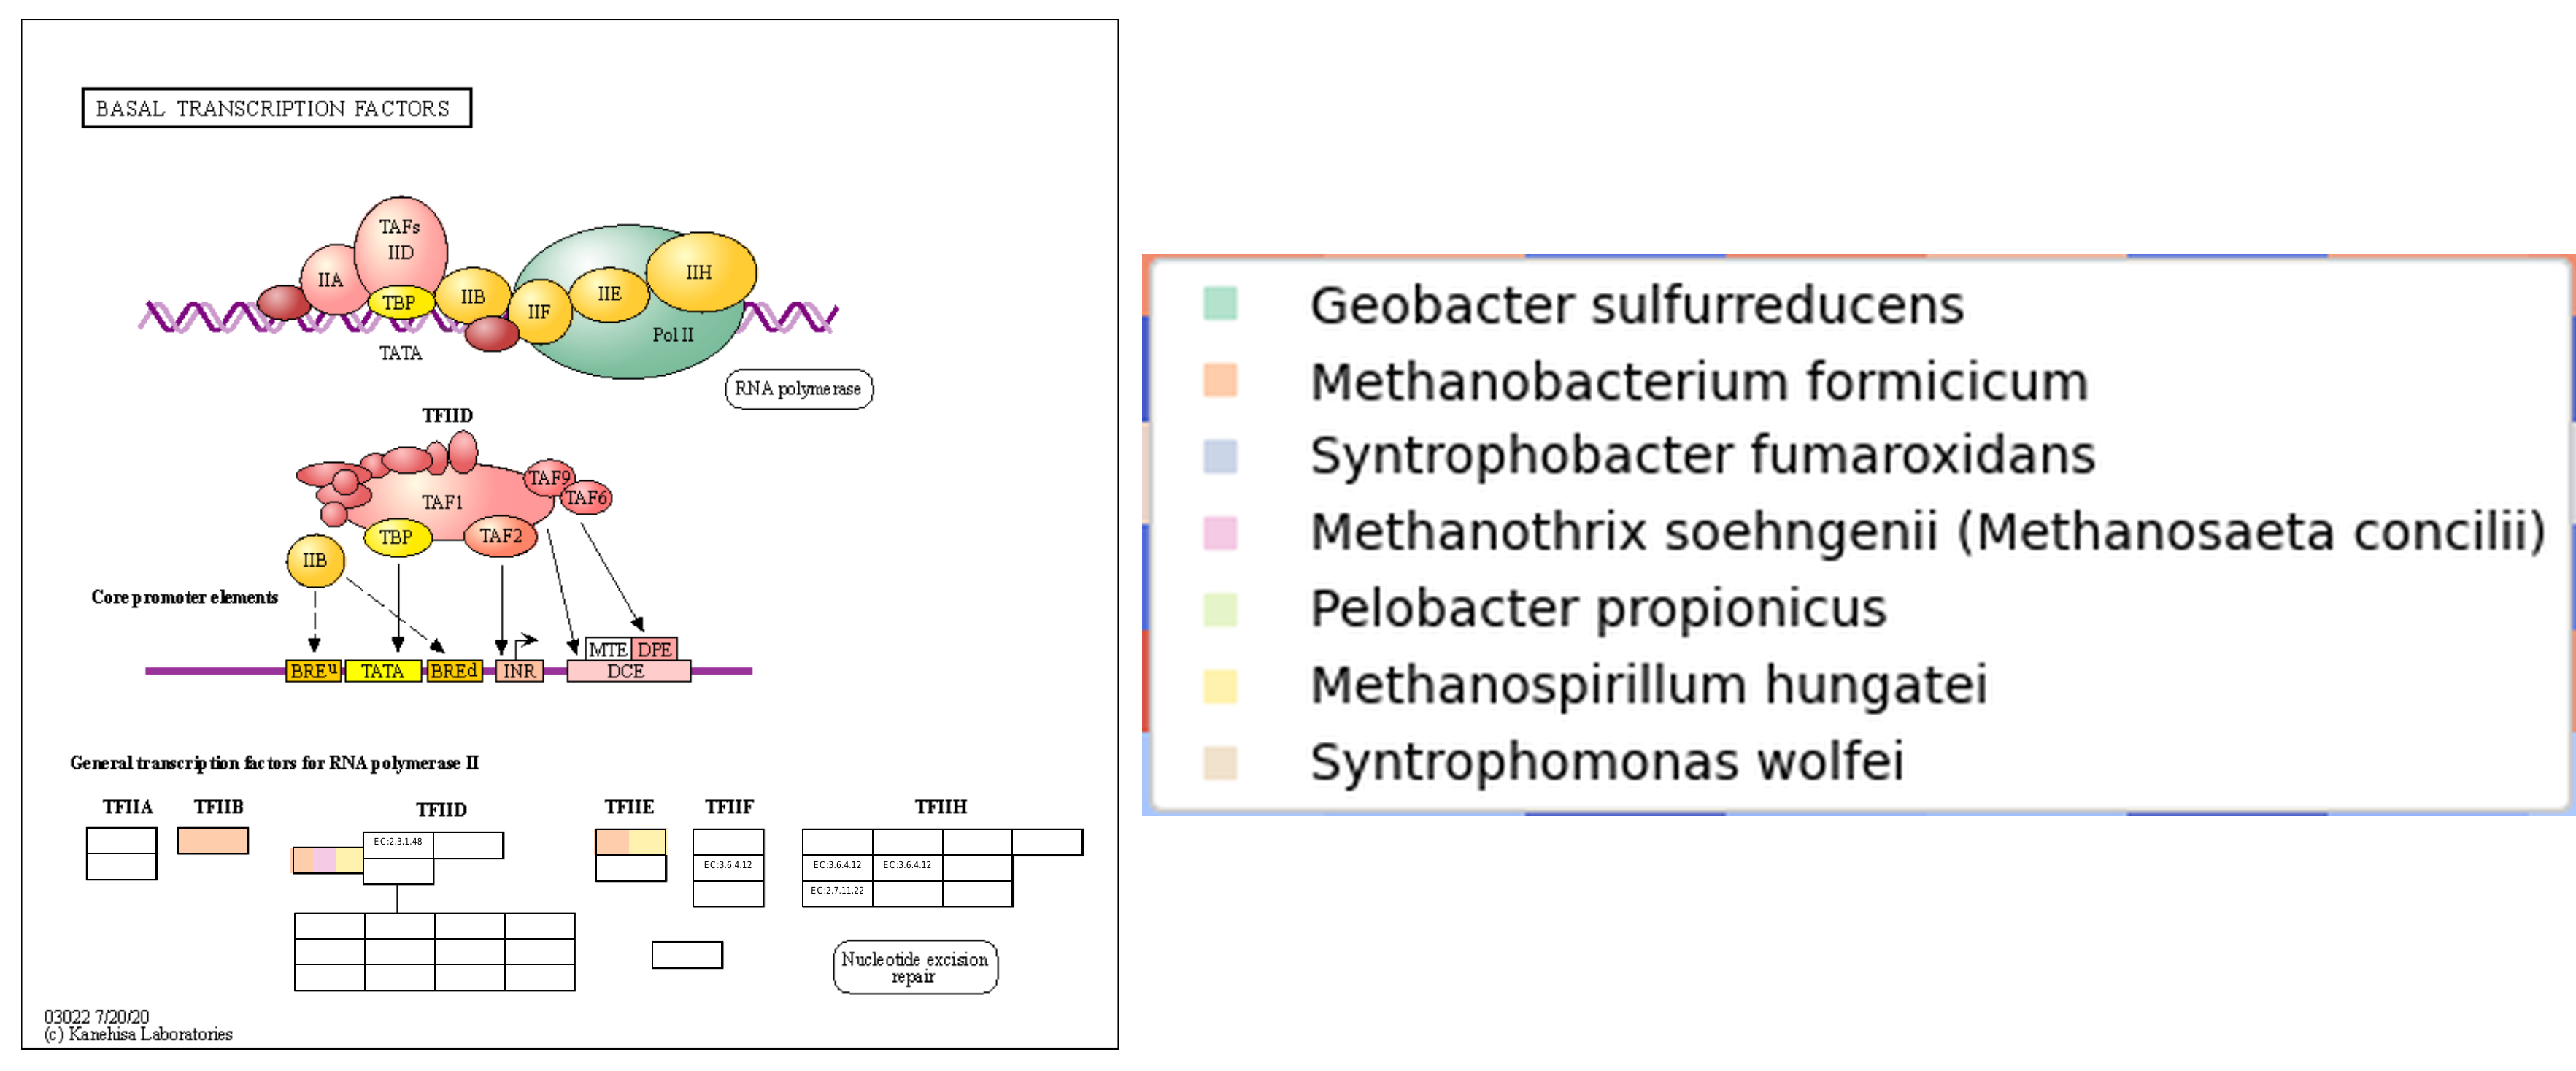 BASAL TRANSCRIPTION FACTORS
TAFs
IID
IIA
TBP
IIB
IIF
IIE
IIH
Pol II
TATA
RNA polymerase
TFIID
TAF9
TAF6
TAF1
TBP
TAF2
IIB
Core promoter elements
MTE
DPE
BREu
TATA
BREd
INR
DCE
General transcription factors for RNA polymerase II
TFIIA
TFIIB
TFIID
TFIIE
TFIIF
TFIIH
EC:2.3.1.48
EC:3.6.4.12
EC:3.6.4.12
EC:3.6.4.12
EC:2.7.11.22
Nucleotide excision
repair
03022 7/20/20
(c) Kanehisa Laboratories
Geobacter sulfurreducens
Methanobacterium formicicum
Syntrophobacter fumaroxidans
Methanothrix soehngenii (Methanosaeta concilii)
Pelobacter propionicus
Methanospirillum hungatei
Syntrophomonas wolfei